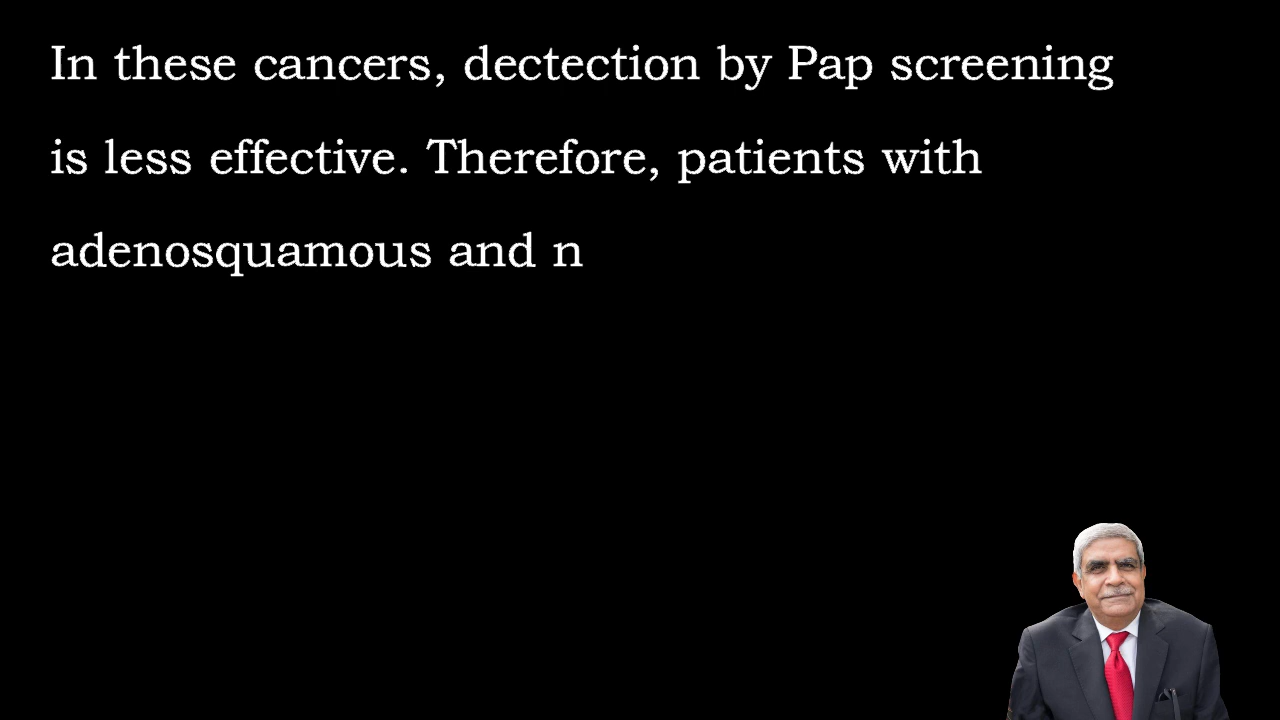 In these cancers, dectection by Pap screening
is less effective. Therefore, patients with
adenosquamous and n